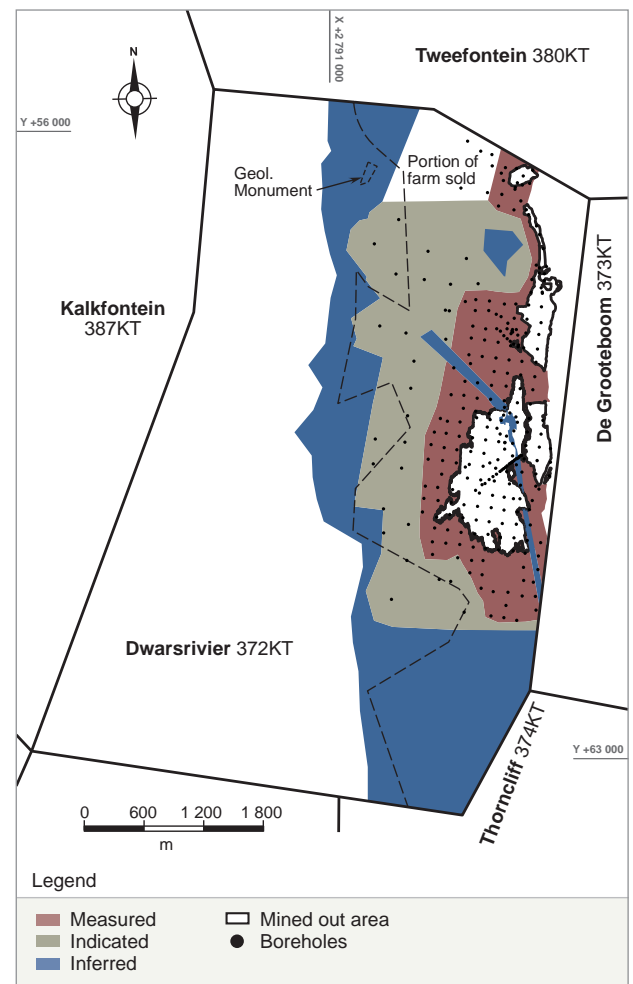 X +2 791 000
Tweefontein 380KT
N
Y +56 000
Geol.
Monument
Portion of
farm sold
Kalkfontein
387KT
De Grooteboom 373KT
Dwarsrivier 372KT
Thorncliff 374KT
Y +63 000
0 600 1 200 1 800
m
Legend
Measured
Indicated
Inferred
Mined out area
Boreholes